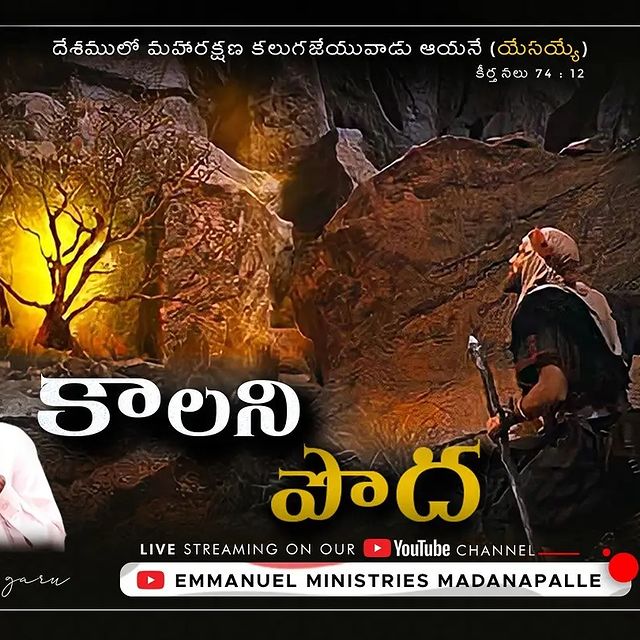 దేశములో మహారక్షణ కలుగజేయువాడు ఆయనే (యేసయ్యే)
కీర్తనలు 74 : 12
కాలని
పొద
LIVE STREAMING ON OUR YouTube CHANNEL
EMMANUEL MINISTRIES MADANAPALLE
garu